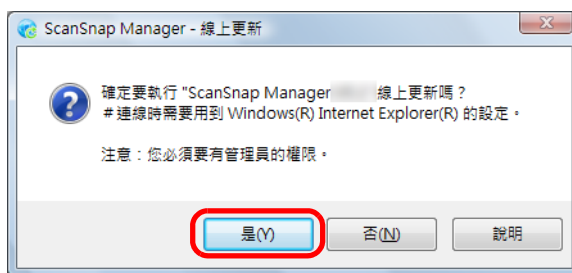 ScanSnap Manager - 線上更新
確定要執行 "ScanSnap Manager 線上更新嗎？
#連線時需要用到 Windows(R) Internet Explorer(R) 的設定。
注意：您必須要有管理員的權限。
是(Y) 否(N) 說明